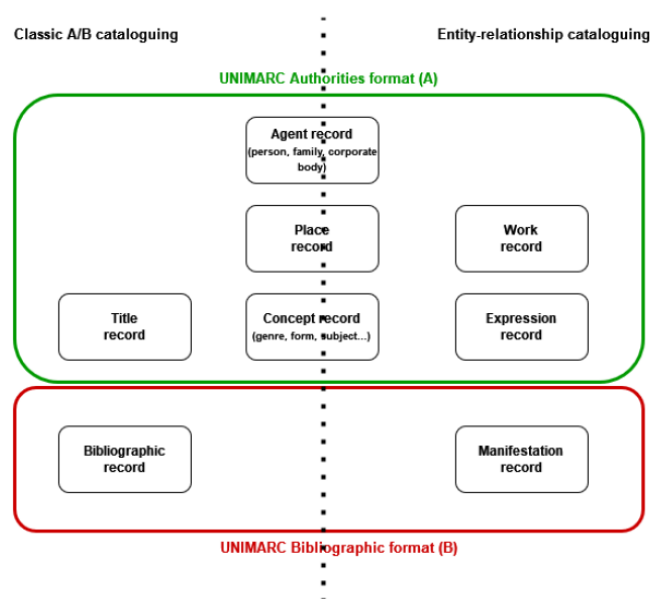 Classic A/B cataloguing
Entity-relationship cataloguing
UNIMARC Authorities format (A)
Agent record
(person, family, corporate
body)
Place
record
Work
record
Title
record
Concept record
(genre, form, subject...)
Expression
record
Bibliographic
record
Manifestation
record
UNIMARC Bibliographic format (B)